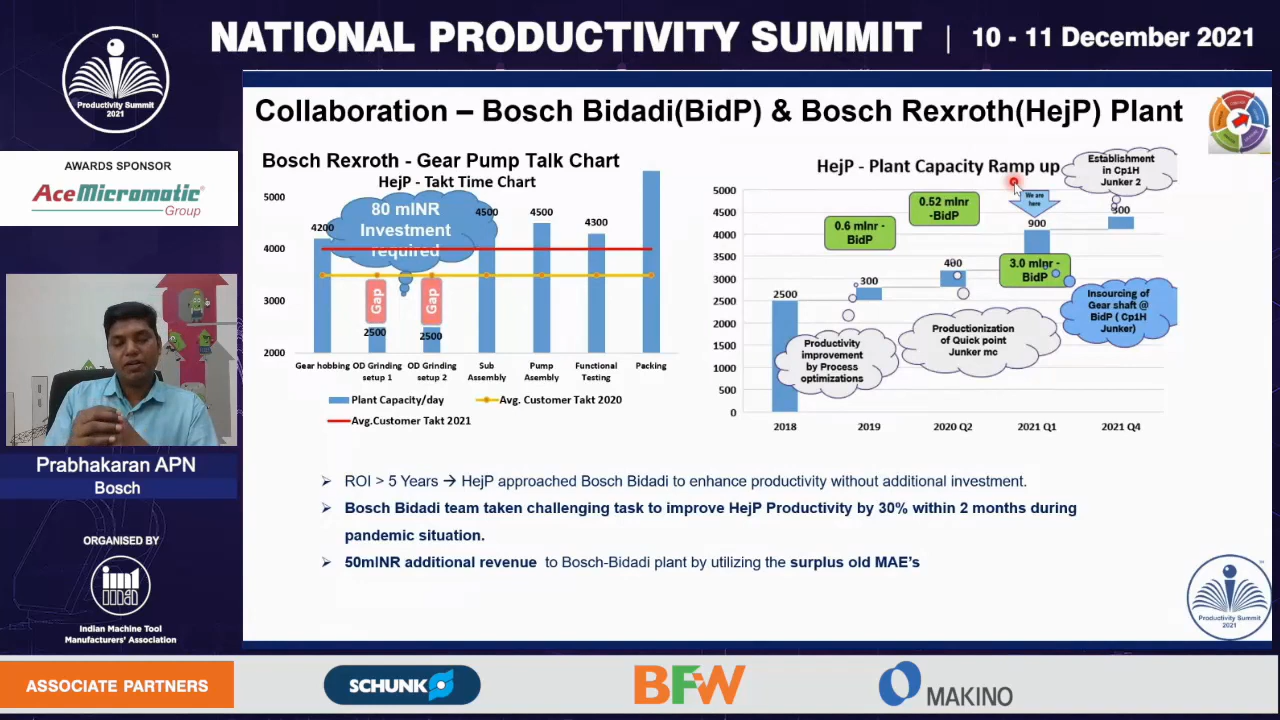 NATIONAL PRODUCTIVITY SUMMIT | 10 - 11 December 2021
Productivity Summit
2021
AWARDS SPONSOR
AceMicromatic
Group
Prabhakaran APN
Bosch
ORGANISED BY
Indian Machine Tool
Manufacturers' Association
Collaboration – Bosch Bidadi(BidP) & Bosch Rexroth(HejP) Plant
Bosch Rexroth - Gear Pump Talk Chart
HejP - Takt Time Chart
80 mINR
Investment
required
5000
4000
3000
2000
4200
2500
2500
4500
4500
4300
Gap
Gap
Gear hobbing
OD Grinding
setup 1
OD Grinding
setup 2
Sub
Assembly
Pump
Asembly
Functional
Testing
Packing
Plant Capacity/day
Avg. Customer Takt 2020
Avg.Customer Takt 2021
HejP - Plant Capacity Ramp up
Establishment
in Cp1H
Junker 2
We are
here
0.6 mInr -
BidP
0.52 mInr
-BidP
3.0 mInr -
BidP
5000
4500
4000
3500
3000
2500
2000
1500
1000
500
0
2500
300
400
900
300
Productivity
improvement
by Process
optimizations
Productionization
of Quick point
Junker mc
Insourcing of
Gear shaft @
BidP ( Cp1H
Junker)
2018
2019
2020 Q2
2021 Q1
2021 Q4
ROI > 5 Years → HejP approached Bosch Bidadi to enhance productivity without additional investment.
Bosch Bidadi team taken challenging task to improve HejP Productivity by 30% within 2 months during
pandemic situation.
50mINR additional revenue to Bosch-Bidadi plant by utilizing the surplus old MAE's
Productivity Summit
2021
ASSOCIATE PARTNERS
SCHUNK
BFW
MAKINO